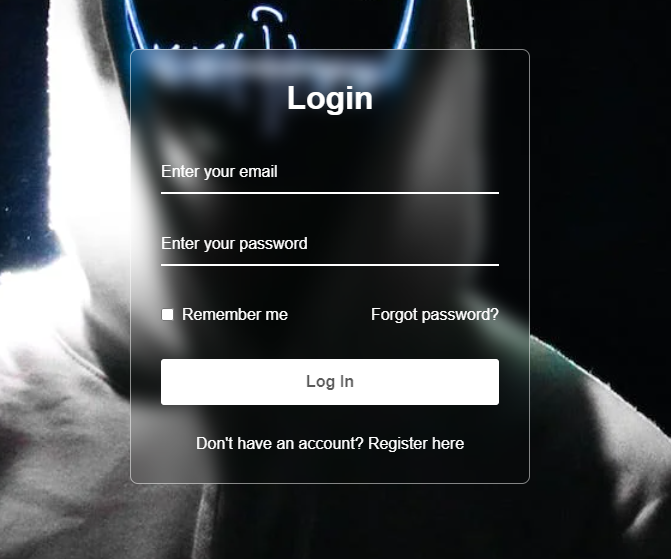 Login
Enter your email
Enter your password
Remember me Forgot password?
Log In
Don't have an account? Register here